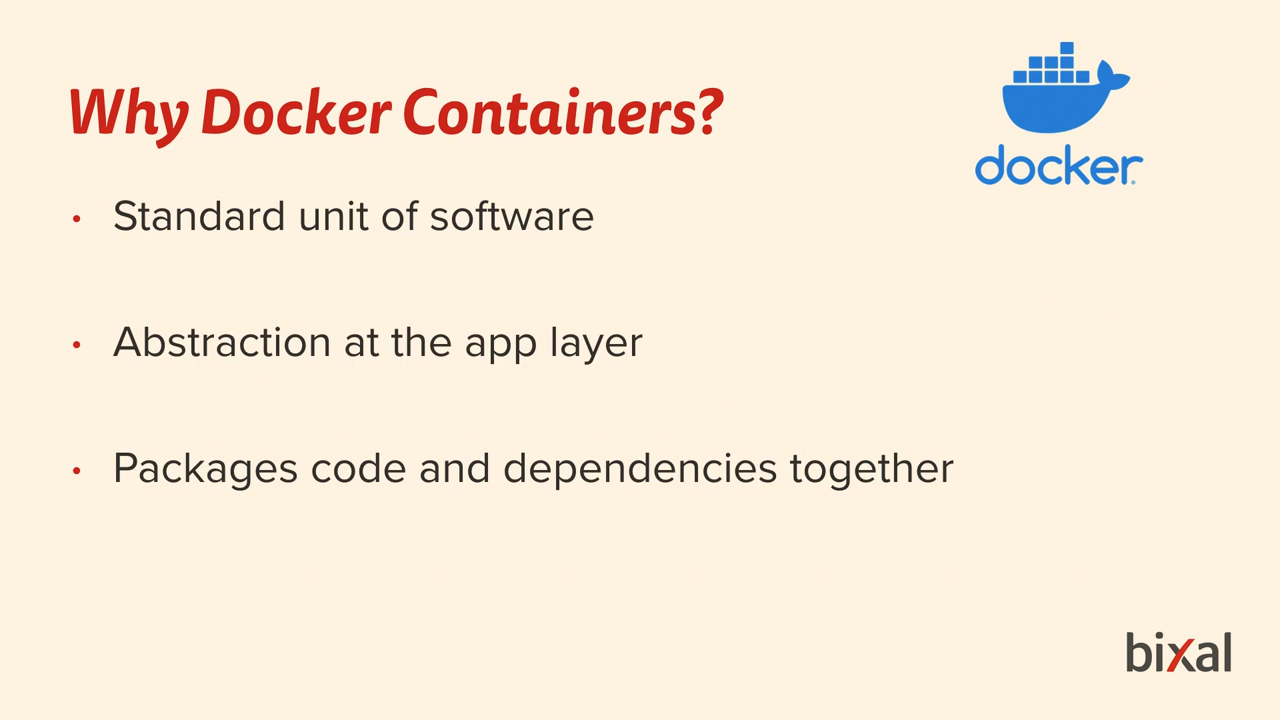 Why Docker Containers?
docker
• Standard unit of software
• Abstraction at the app layer
• Packages code and dependencies together
bixal